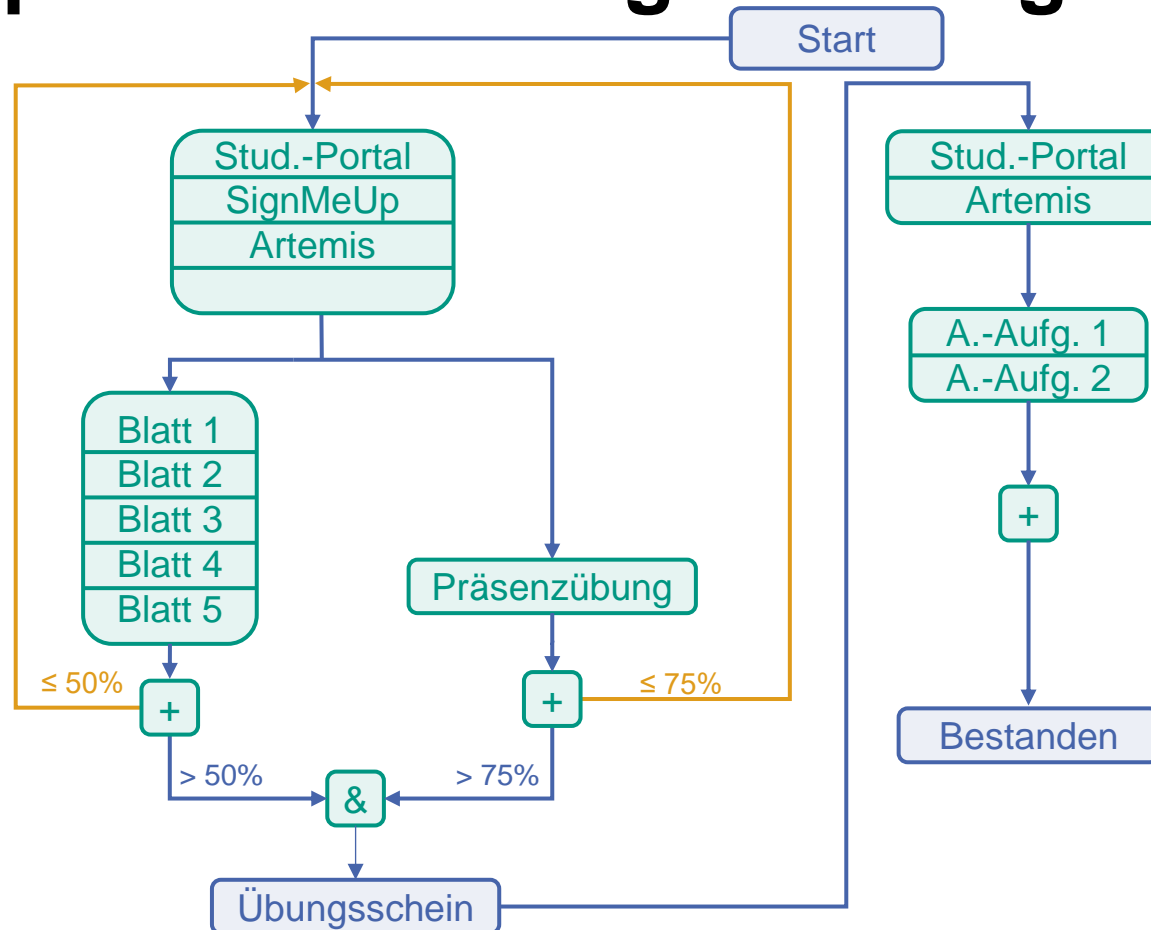 Start
Stud.-Portal
SignMeUp
Artemis
Blatt 1
Blatt 2
Blatt 3
Blatt 4
Blatt 5
Präsenzübung
≤ 50%
+
+
≤ 75%
> 50%
> 75%
&
Übungsschein
Stud.-Portal
Artemis
A.-Aufg. 1
A.-Aufg. 2
+
Bestanden